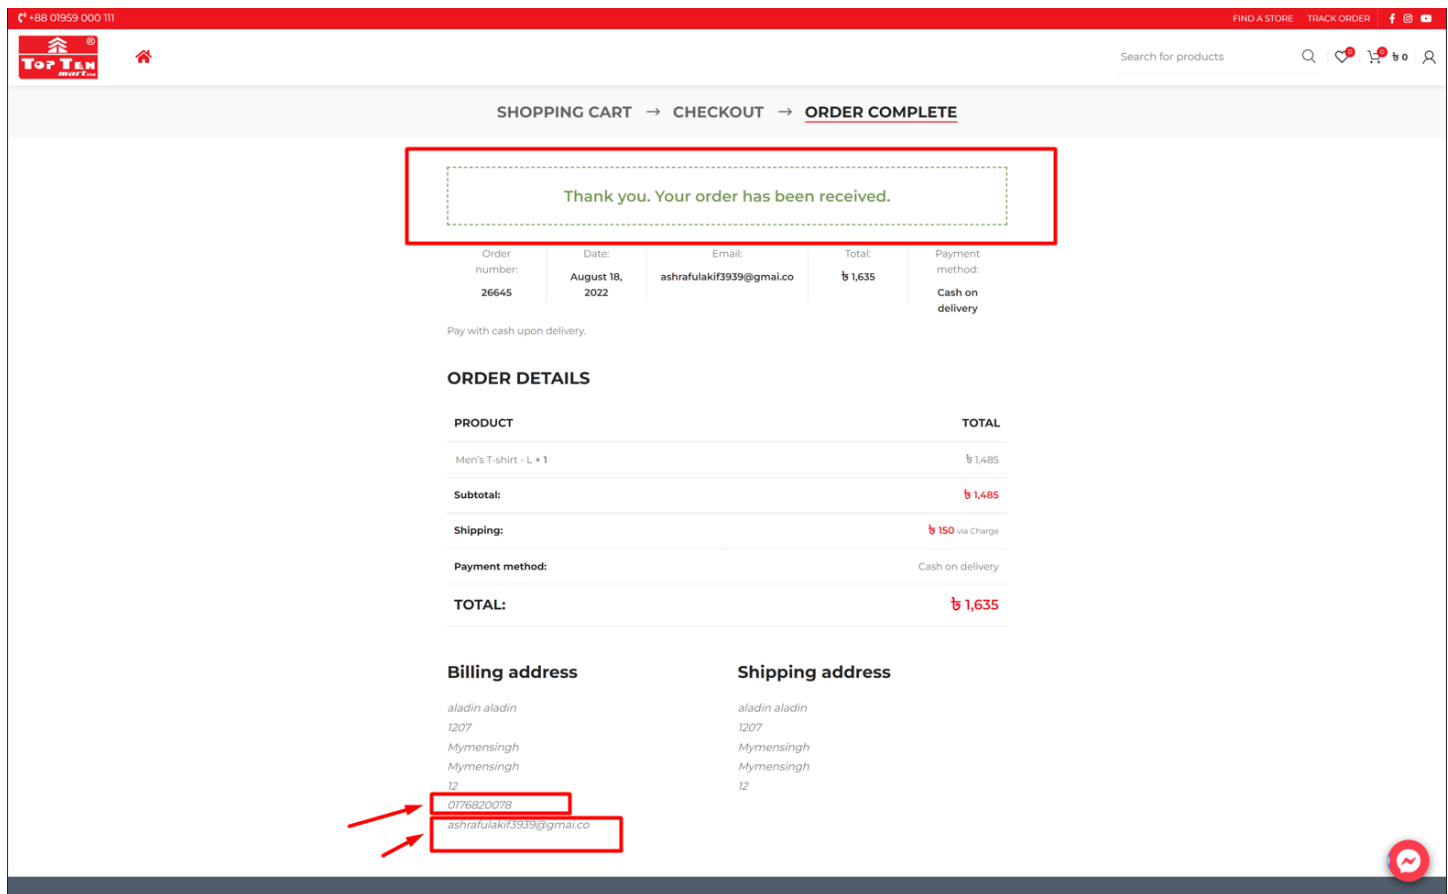 +88 01959 000 111
FIND A STORE TRACK ORDER
TOP TEN ®
mart Ltd.
Search for products
0 0 ৳ 0
SHOPPING CART → CHECKOUT → ORDER COMPLETE
Thank you. Your order has been received.
Order number:
26645
Date:
August 18, 2022
Email:
ashrafulakif3939@gmai.co
Total:
৳ 1,635
Payment method:
Cash on delivery
Pay with cash upon delivery.
ORDER DETAILS
PRODUCT TOTAL
Men's T-shirt - L × 1 ৳ 1,485
Subtotal: ৳ 1,485
Shipping: ৳ 150 via Charge
Payment method: Cash on delivery
TOTAL: ৳ 1,635
Billing address
aladin aladin
1207
Mymensingh
Mymensingh
12
0176820078
ashrafulakif3939@gmai.co
Shipping address
aladin aladin
1207
Mymensingh
Mymensingh
12